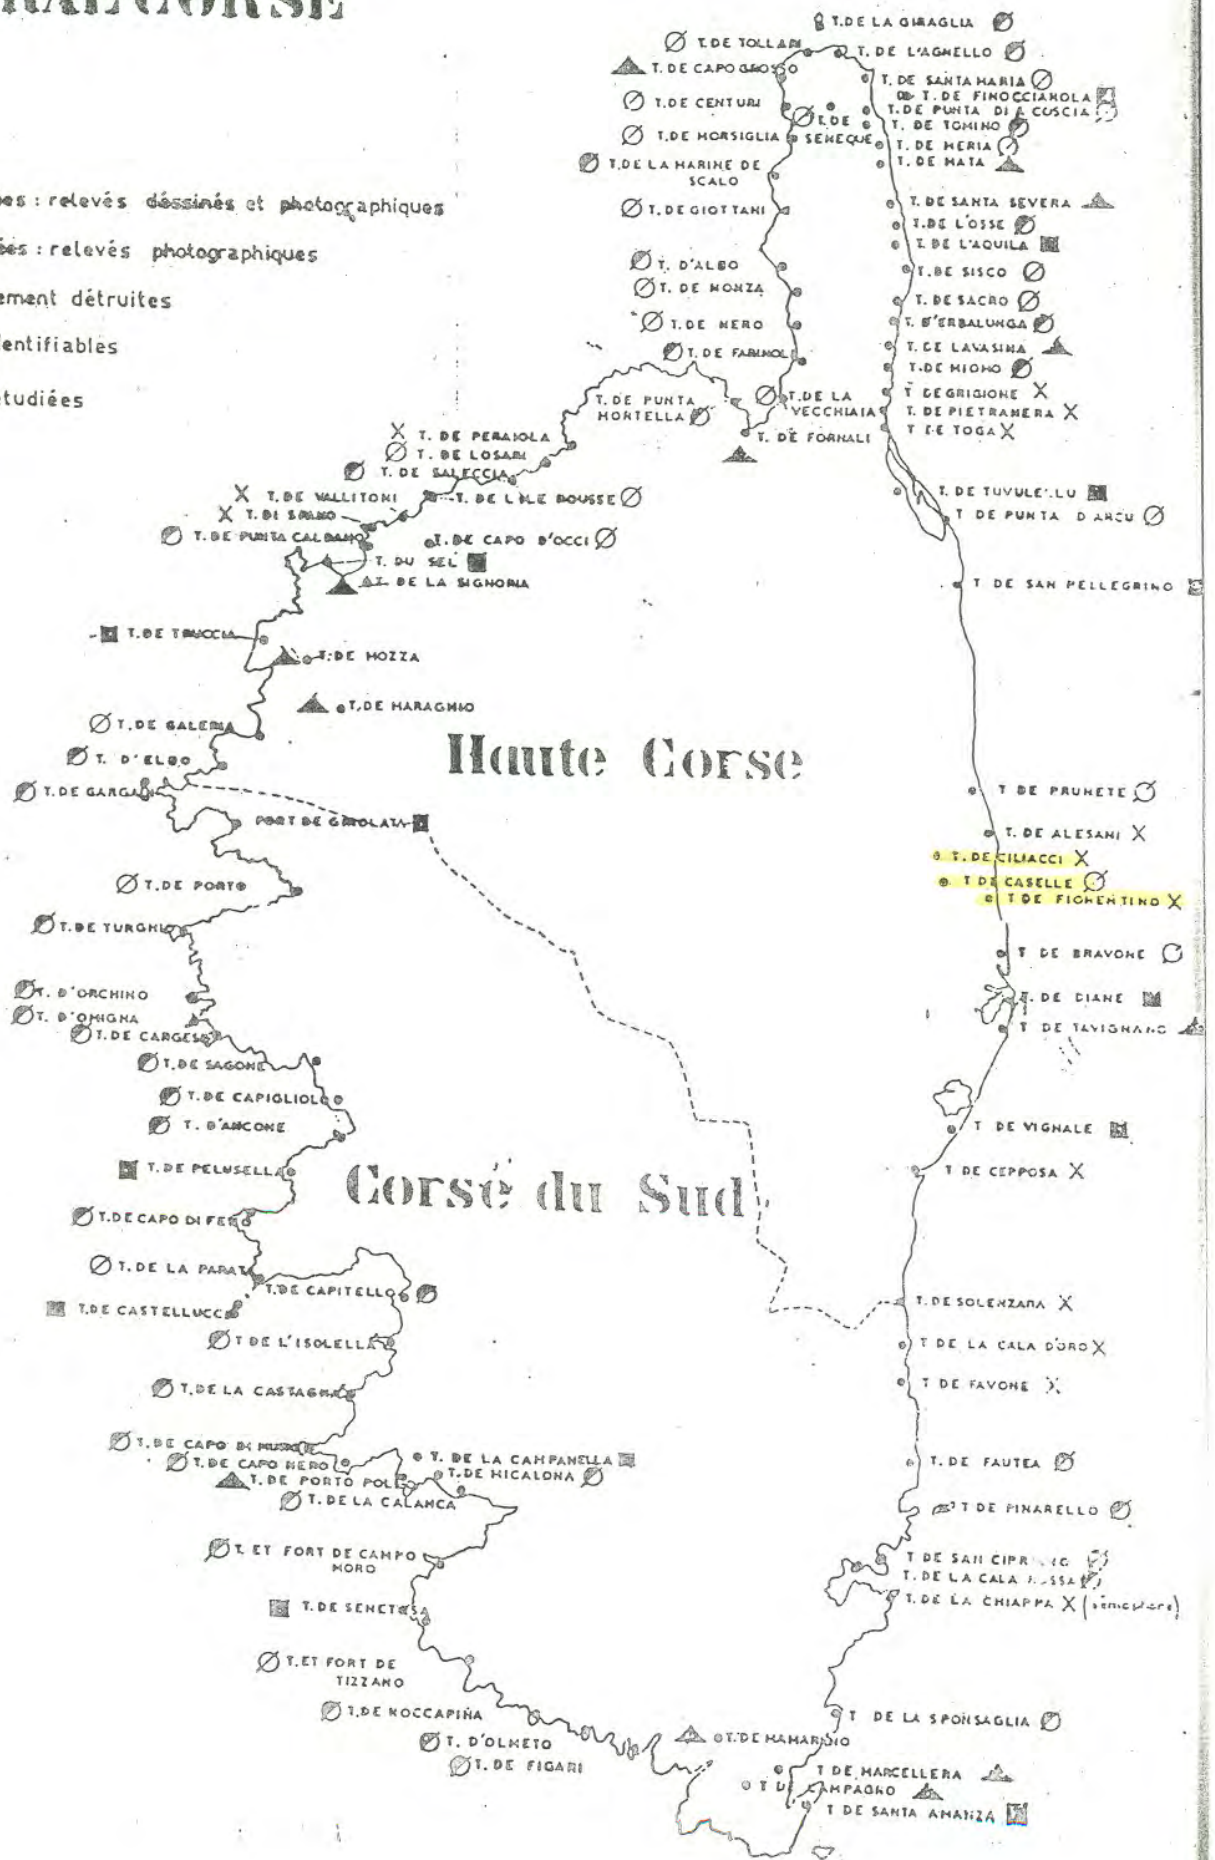 CORSE
relevés dessinés et photographiques
relevés photographiques
détruites
T.DE LA GIRAGLIA
T.DE TOLLARI
T. DE L'AGNELLO
T. DE CAPO GROSSO
T. DE SANTA MARIA
T. DE FINOCCIAROLA
T.DE CENTURI
T.DE PUNTA DI A COSCIA
T.DE SENEQUE
T. DE TOMINO
T. DE MORSIGLIA
T. DE MERIA
T. DE MATA
T.DE LA MARINE DE
SCALO
T. DE SANTA SEVERA
T. DE GIOTTANI
T.DE L'OSSE
T. DE L'AQUILA
T. D'ALBO
T.DE SISCO
T. DE NONZA
T. DE SACRO
T. DE NERO
T. D'ERBALUNGA
T. DE FARINOLE
T. DE LAVASINA
T.DE MIOMO
T. DE PUNTA
MORTELLA
T.DE LA
VECCHIAIA
T DE GRIGIONE X
T. DE PIETRANERA X
T DE TOGA X
T. DE FORNALI
X T. DE PERAIOLA
T. DE LOSARI
T. DE SALECCIA
X T.DE VALLITONI
T. DE L'ILE ROUSSE
T. DE TUVULELLU
X T. DI SPANO
T DE PUNTA D'ARCU
T. DE PUNTA CALDANO
T. DE CAPO D'OCCI
T. DU SEL
T. DE LA SIGNORIA
T DE SAN PELLEGRINO
T.DE TRUCCIA
T.DE MOZZA
T.DE MARAGNIO
T.DE GALERIA
Haute Corse
T. D'ELBO
T. DE GARGALO
T DE PRUNETE
PORT DE GIROLATA
T. DE ALESANI X
T. DE CILIACCI X
T.DE PORTO
T DE CASELLE
T DE FIORENTINO X
T.DE TURGHIO
T DE BRAVONE
T. D'ORCHINO
T. DE DIANE
T. D'OMIGNA
T.DE CARGESE
T DE TAVIGNANO
T.DE SAGONE
T.DE CAPIGLIOLO
T. D'ANCONE
T DE VIGNALE
T.DE PELUSELLA
T DE CEPPOSA X
Corse du Sud
T.DE CAPO DI FENO
T.DE LA PARATA
T.DE CAPITELLO
T.DE CASTELLUCCIO
T. DE SOLENZARA X
T DE L'ISOLELLA
T DE LA CALA D'ORO X
T.DE LA CASTAGNA
T DE FAVONE X
T.DE CAPO DI MURO
T. DE CAPO NERO
T. DE LA CAMPANELLA
T. DE FAUTEA
T. DE PORTO POLLO
T.DE MICALONA
T. DE LA CALANCA
T DE PINARELLO
T. ET FORT DE CAMPO
MORO
T DE SAN CIPRIANO
T. DE LA CALA ROSSA
T. DE LA CHIAPPA X (sémaphore)
T.DE SENETOSA
T.ET FORT DE
TIZZANO
T.DE ROCCAPINA
T DE LA SPONSAGLIA
T. D'OLMETO
T. DE FIGARI
T DE MARCELLERA
T DE CAMPAGNO
T DE SANTA AMANZA